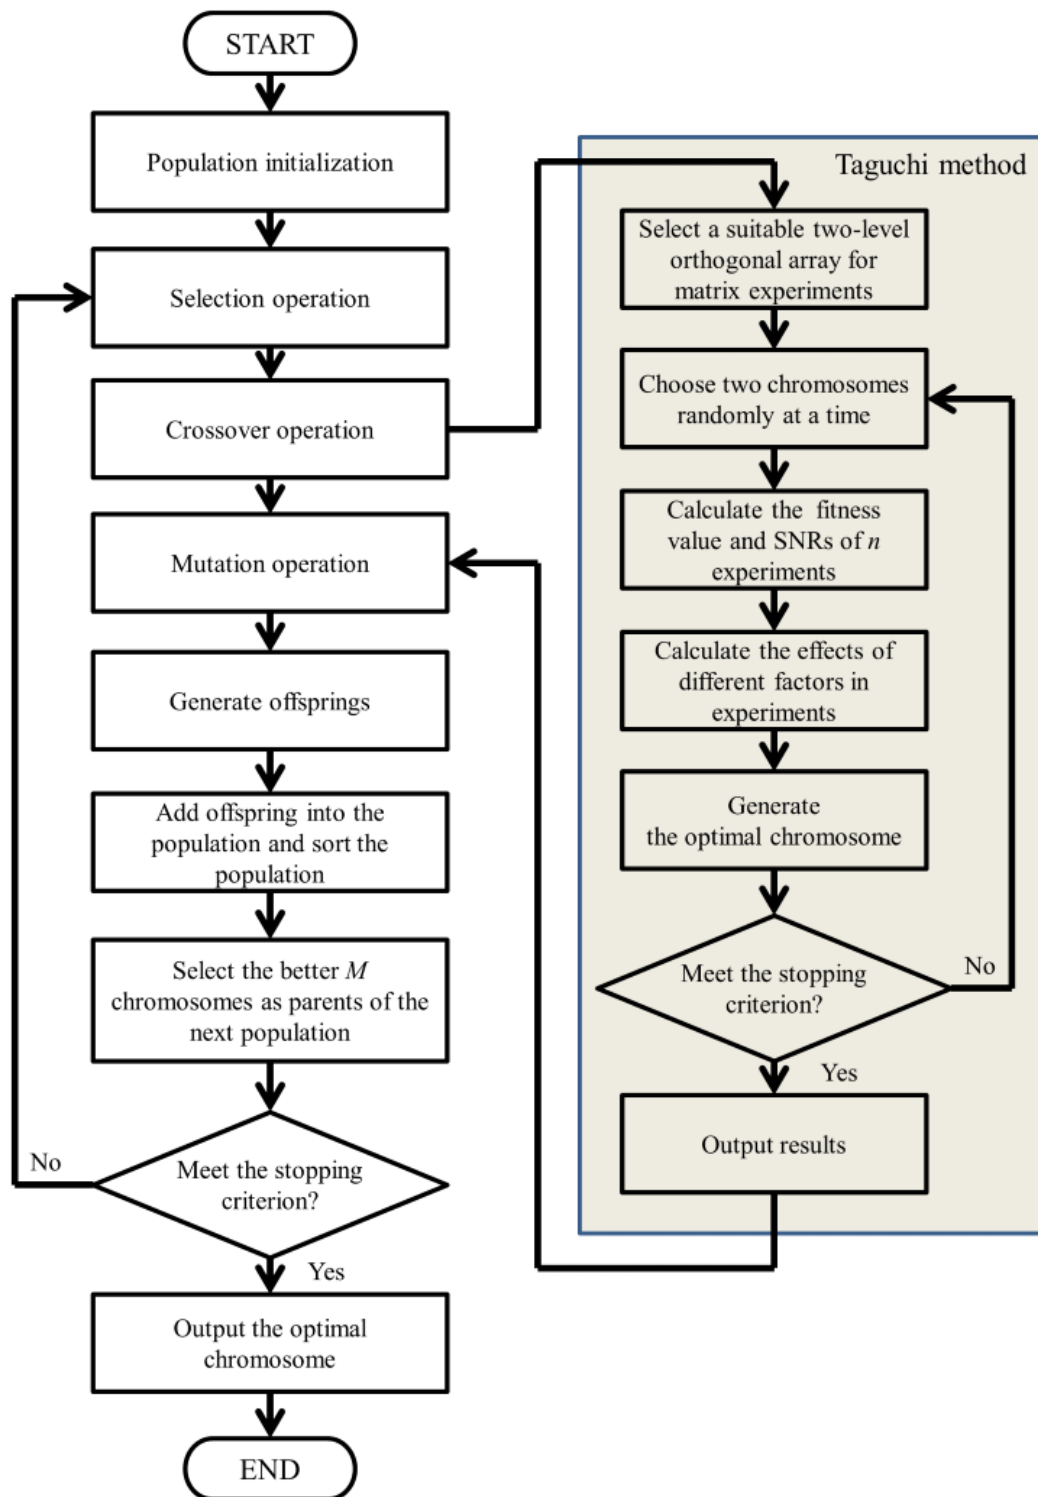 START
Population initialization
Selection operation
Crossover operation
Mutation operation
Generate offsprings
Add offspring into the
population and sort the
population
Select the better M
chromosomes as parents of the
next population
Meet the stopping
criterion?
No
Yes
Output the optimal
chromosome
END
Taguchi method
Select a suitable two-level
orthogonal array for
matrix experiments
Choose two chromosomes
randomly at a time
Calculate the fitness
value and SNRs of n
experiments
Calculate the effects of
different factors in
experiments
Generate
the optimal chromosome
Meet the stopping
criterion?
No
Yes
Output results